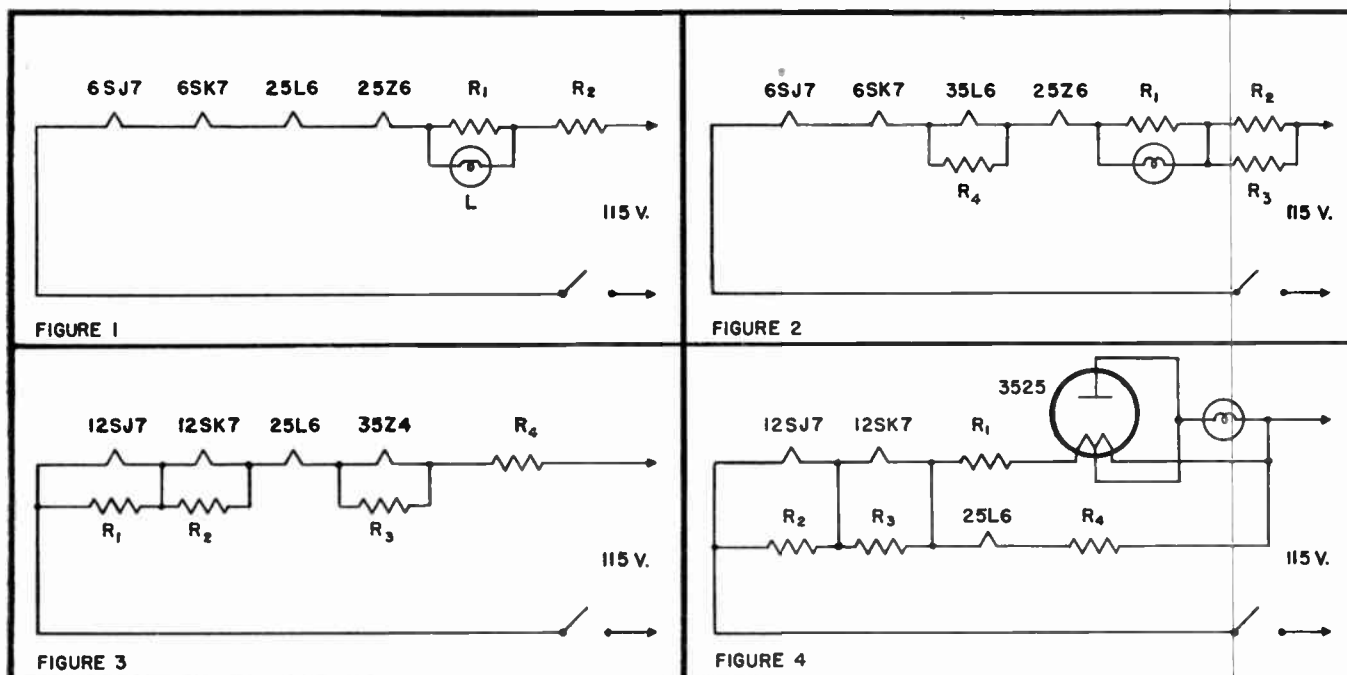 6SJ7 6SK7 25L6 25Z6 R1 R2
L
115 V.
FIGURE 1
6SJ7 6SK7 35L6 25Z6 R1 R2
R4 R3
115 V.
FIGURE 2
12SJ7 12SK7 25L6 35Z4 R4
R1 R2 R3
115 V.
FIGURE 3
3525
12SJ7 12SK7 R1
R2 R3 25L6 R4
115 V.
FIGURE 4